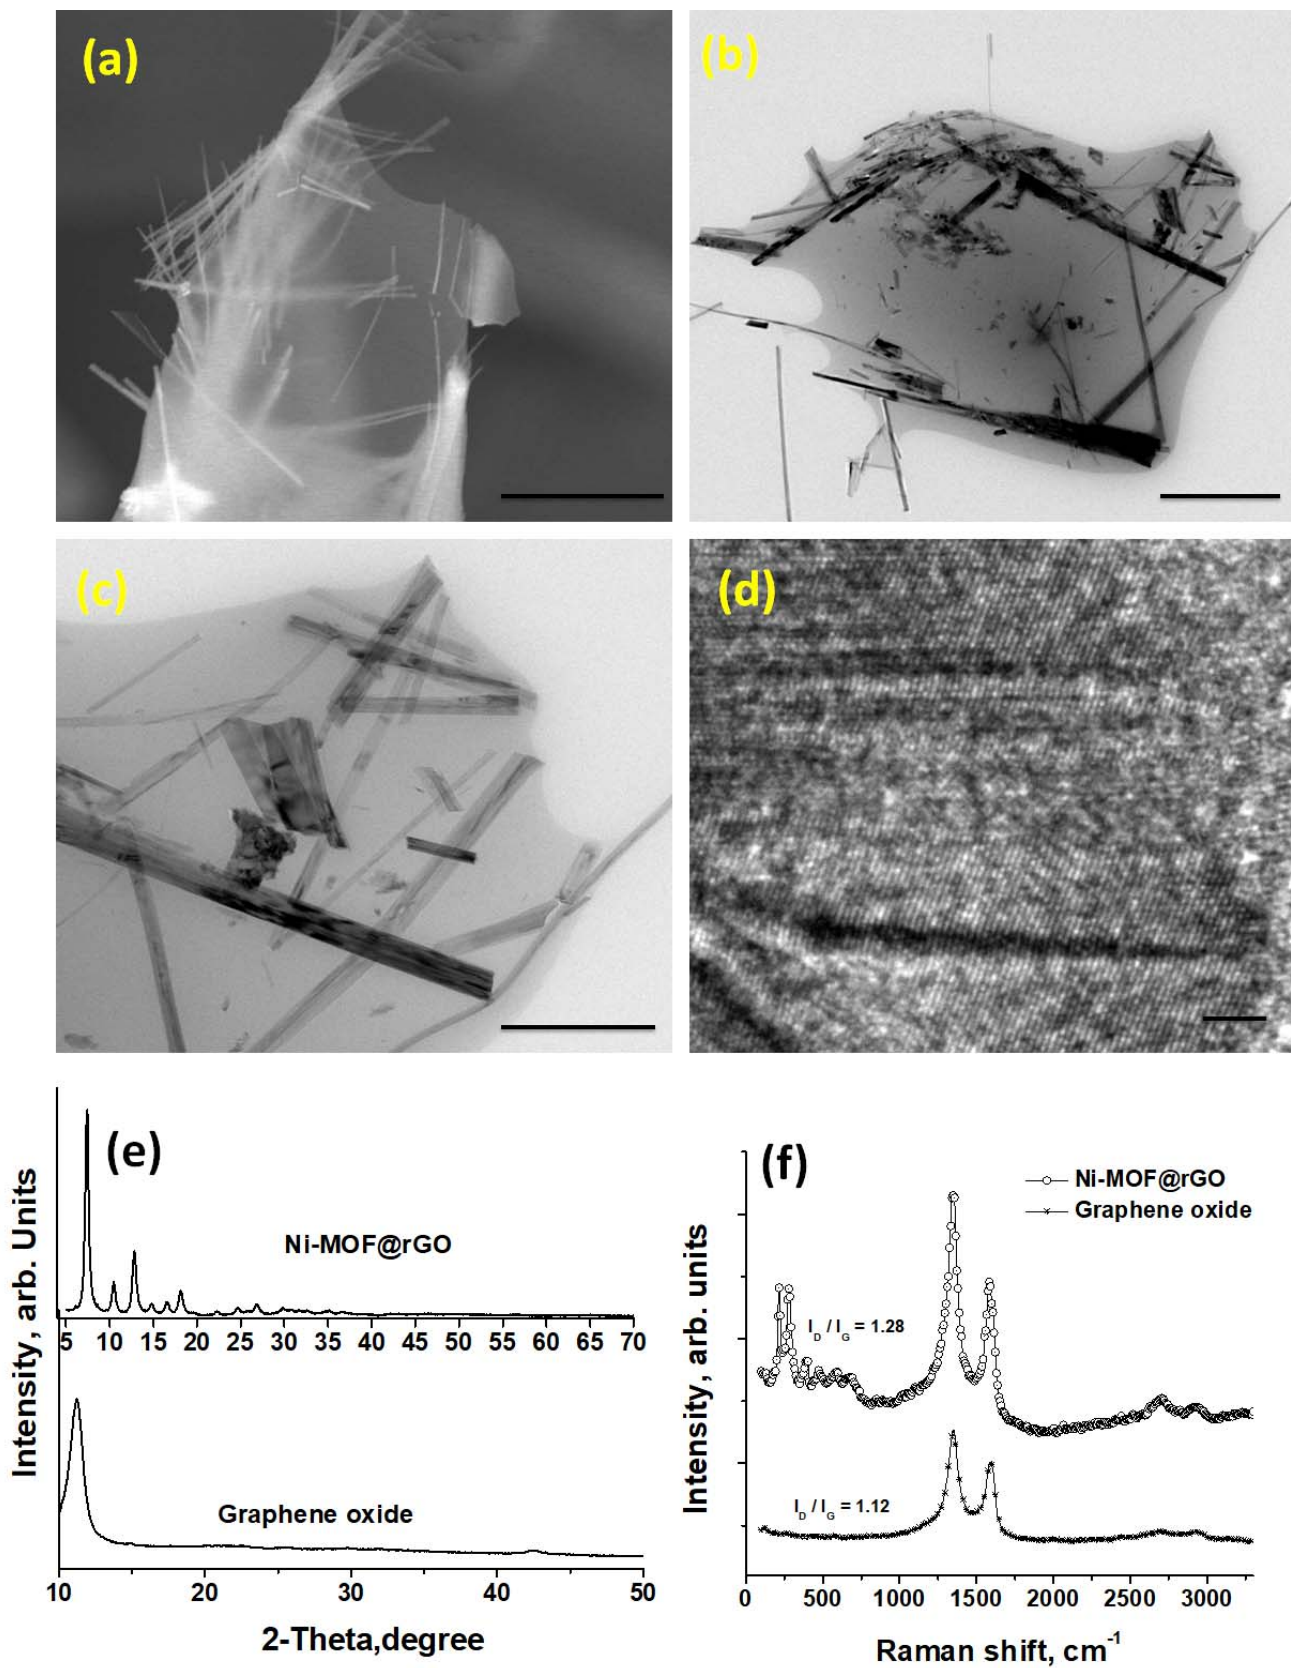 (a)
(b)
(c)
(d)
(e)
Intensity, arb. Units
Ni-MOF@rGO
5 10 15 20 25 30 35 40 45 50 55 60 65 70
Graphene oxide
10 20 30 40 50
2-Theta,degree
(f)
Intensity, arb. units
Ni-MOF@rGO
Graphene oxide
I_D / I_G = 1.28
I_D / I_G = 1.12
0 500 1000 1500 2000 2500 3000
Raman shift, cm⁻¹